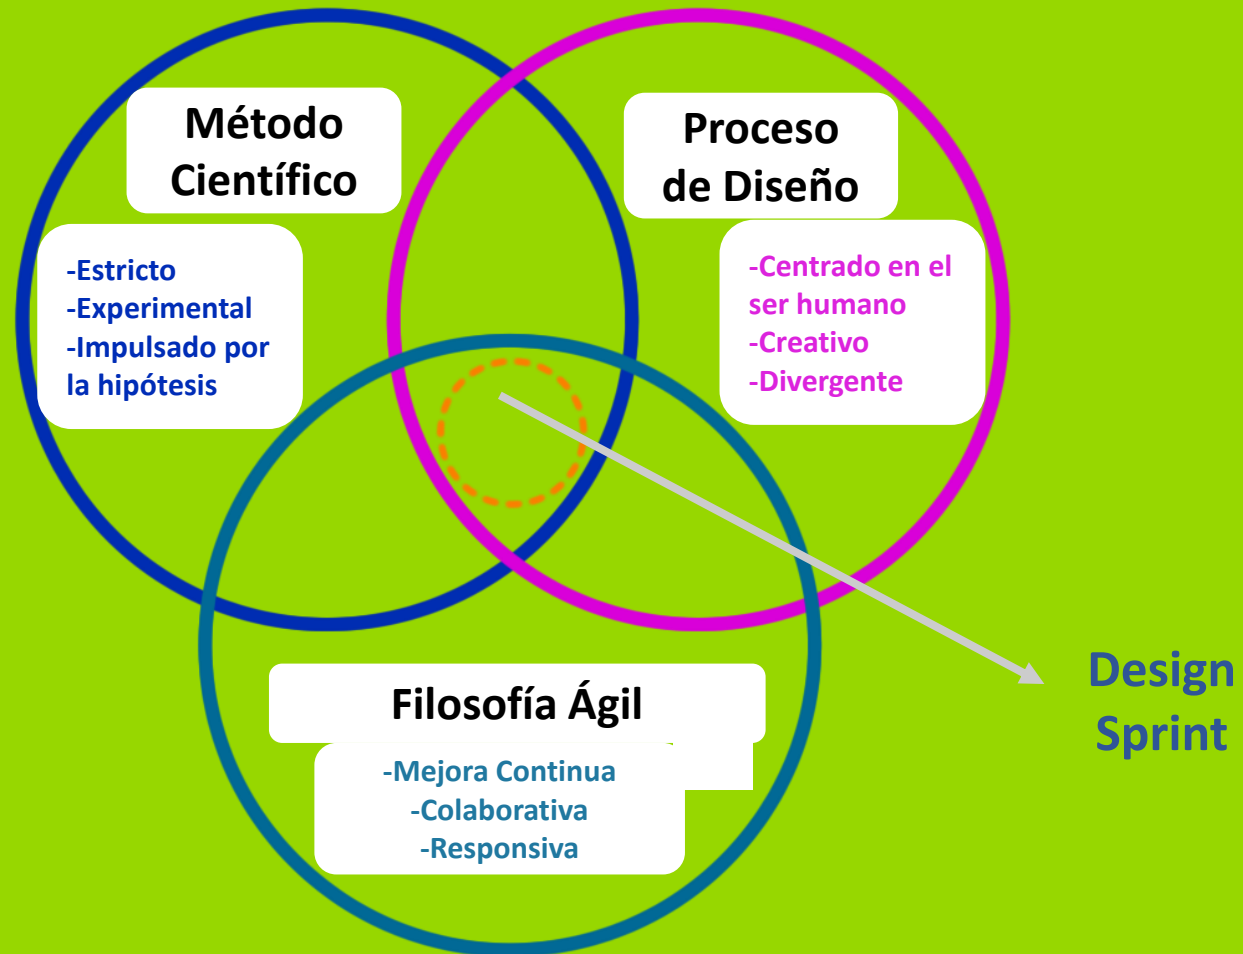 Método
Científico
-Estricto
-Experimental
-Impulsado por
la hipótesis
Proceso
de Diseño
-Centrado en el
ser humano
-Creativo
-Divergente
Filosofía Ágil
-Mejora Continua
-Colaborativa
-Responsiva
Design
Sprint